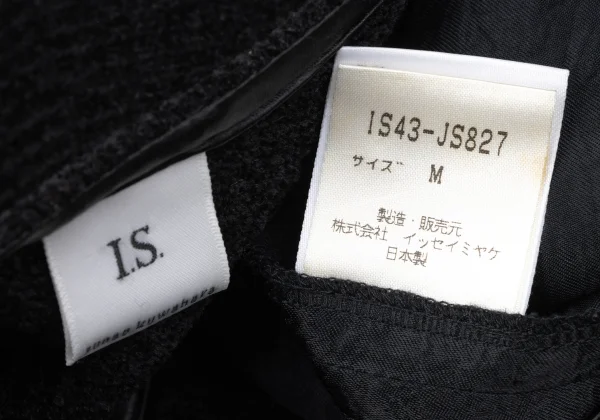 I.S.
sunao kuwahara
IS43-JS827
サイズ M
製造・販売元
株式会社 イッセイミヤケ
日本製